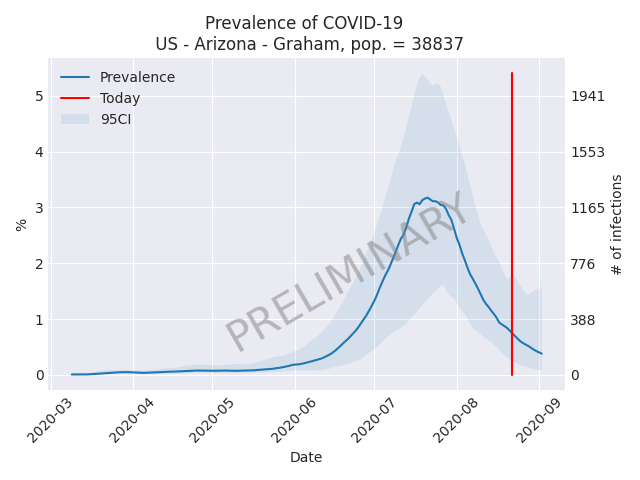 Prevalence of COVID-19
US - Arizona - Graham, pop. = 38837
Prevalence
Today
95CI
5
4
3
2
1
0
%
1941
1553
1165
776
388
0
# of infections
PRELIMINARY
2020-03
2020-04
2020-05
2020-06
2020-07
2020-08
2020-09
Date